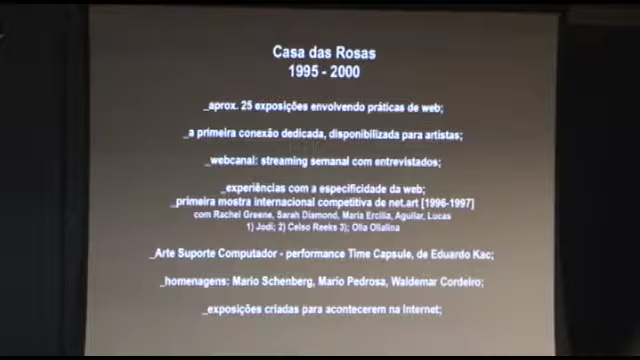 Casa das Rosas
1995 - 2000
_aprox. 25 exposições envolvendo práticas de web;
_a primeira conexão dedicada, disponibilizada para artistas;
_webcanal: streaming semanal com entrevistados;
_experiências com a especificidade da web;
_primeira mostra internacional competitiva de net.art [1996-1997]
com Rachel Greene, Sarah Diamond, Maria Ercilia, Aguilar, Lucas
1) Jodi; 2) Celso Reeks 3); Olia Olialina
_Arte Suporte Computador - performance Time Capsule, de Eduardo Kac;
_homenagens: Mario Schenberg, Mario Pedrosa, Waldemar Cordeiro;
_exposições criadas para acontecerem na Internet;